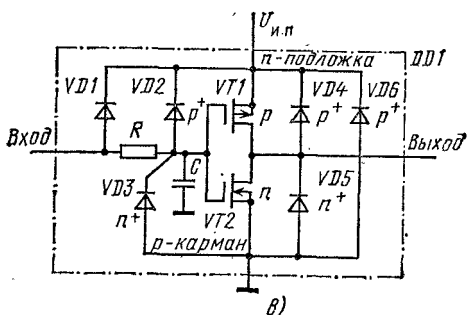 U и.п
n-подложка
DD1
VD1 VD2 VT1 VD4 VD6
p+ p p+ p+
Вход R Выход
C
VD3 n VD5
n+ VT2 n+
p-карман
в)